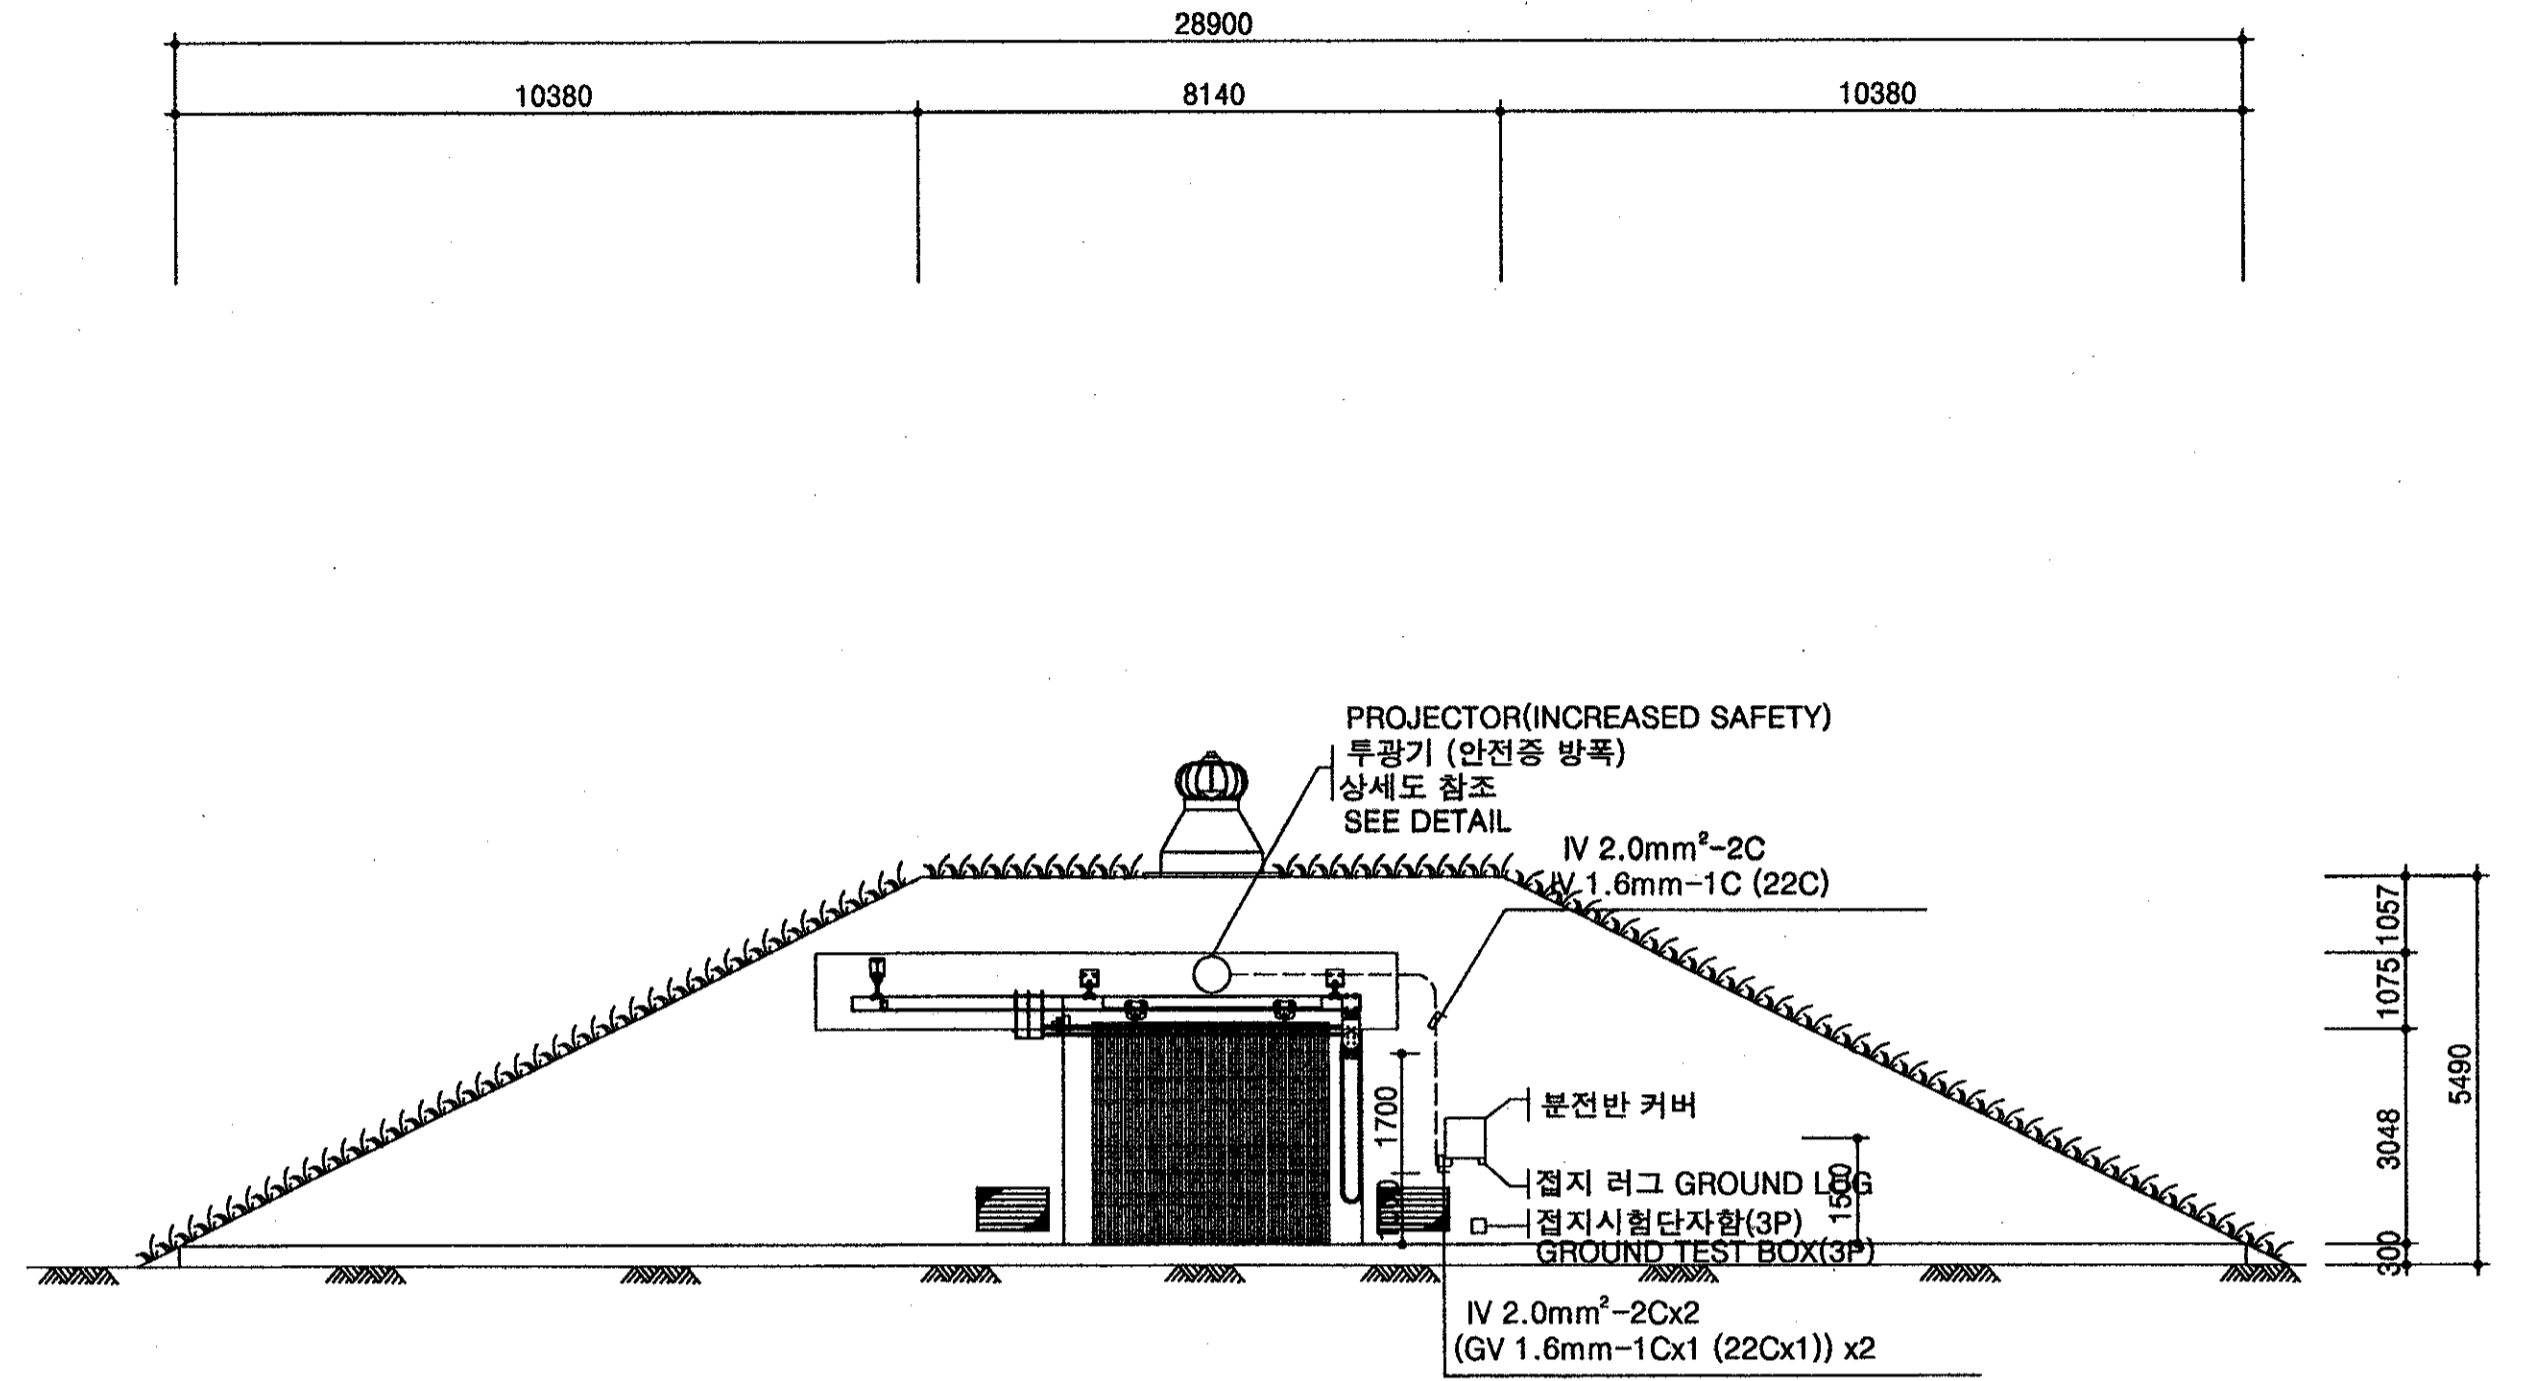 28900
10380
8140
10380
PROJECTOR(INCREASED SAFETY)
투광기 (안전증 방폭)
상세도 참조
SEE DETAIL
IV 2.0mm²-2C
1.6mm-1C (22C)
1057
1075
3048
300
5490
1700
분전반 커버
접지 러그 GROUND LUG
1500
접지시험단자함(3P)
GROUND TEST BOX(3P)
IV 2.0mm²-2Cx2
(GV 1.6mm-1Cx1 (22Cx1)) x2